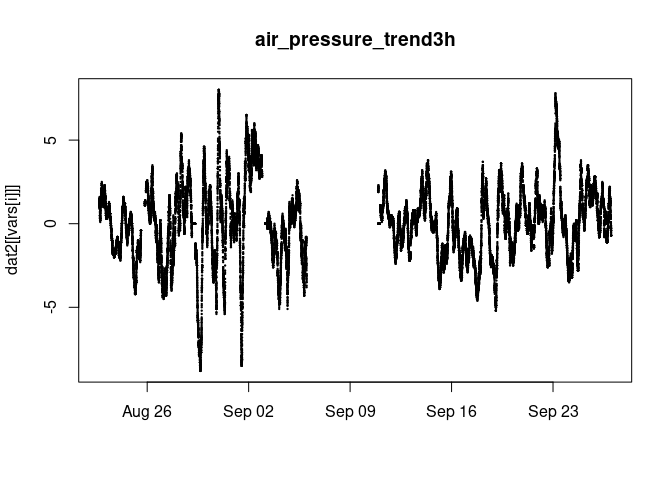 air_pressure_trend3h
dat2[[vars[i]]]
5
0
-5
Aug 26 Sep 02 Sep 09 Sep 16 Sep 23